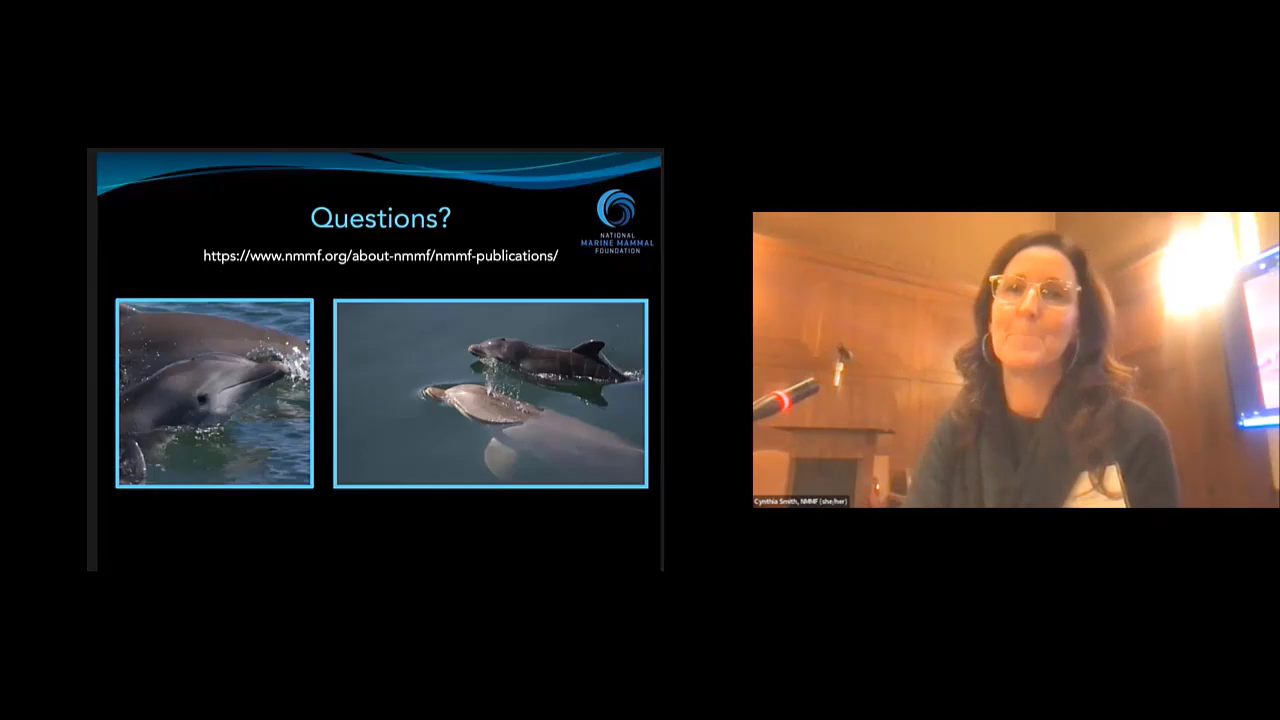 Questions?
https://www.nmmf.org/about-nmmf/nmmf-publications/
NATIONAL
MARINE MAMMAL
FOUNDATION
Cynthia Smith, NMMF (she/her)